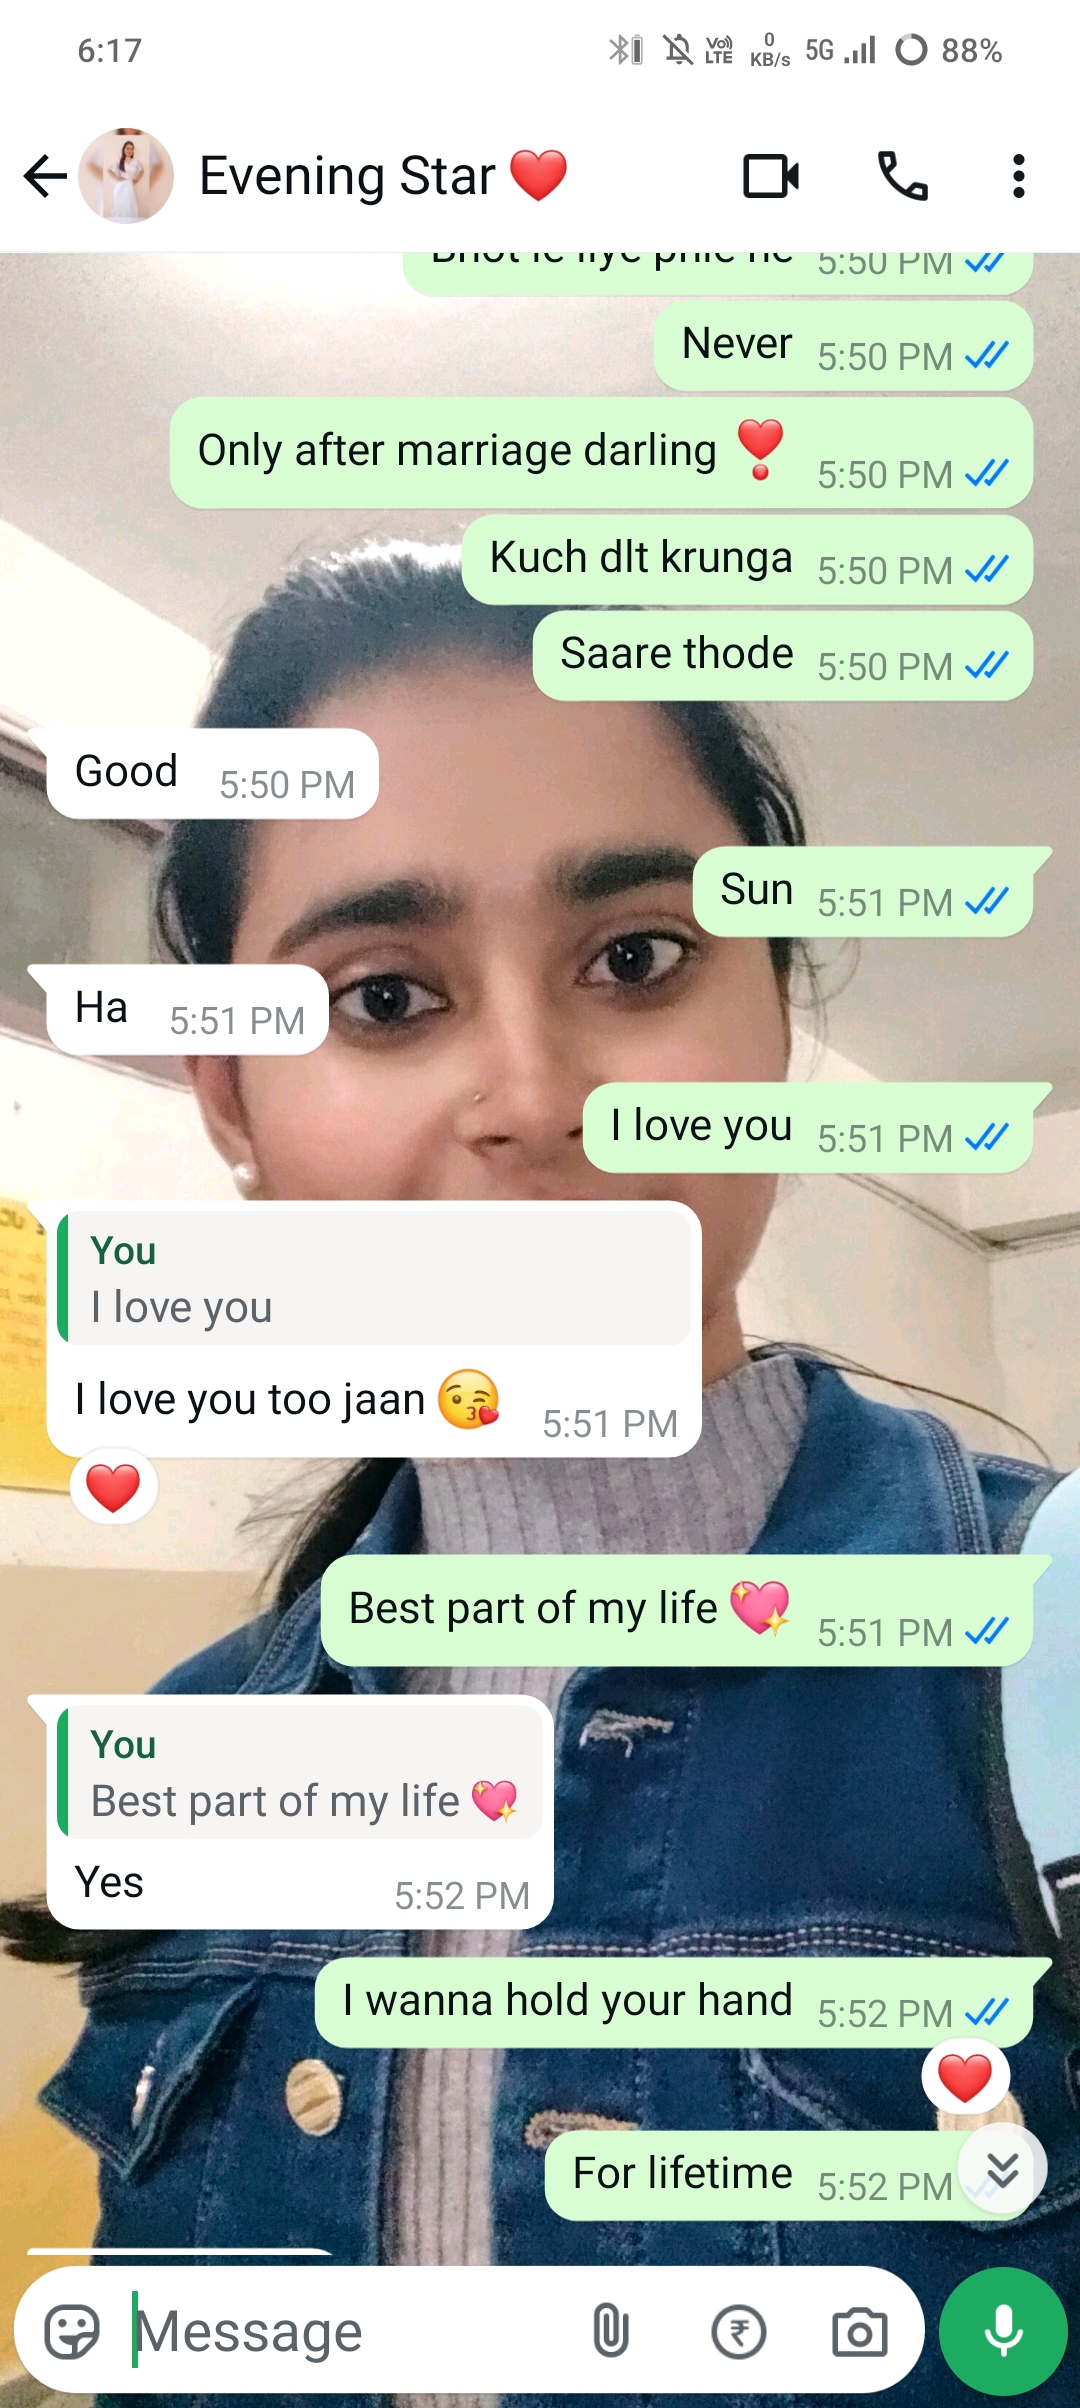 6:17
Vo)) LTE 0 KB/s 5G 88%
Evening Star ❤️
5:50 PM
Never 5:50 PM
Only after marriage darling ❣️ 5:50 PM
Kuch dlt krunga 5:50 PM
Saare thode 5:50 PM
Good 5:50 PM
Sun 5:51 PM
Ha 5:51 PM
I love you 5:51 PM
You
I love you
I love you too jaan 😘 5:51 PM
❤️
Best part of my life 💖 5:51 PM
You
Best part of my life 💖
Yes 5:52 PM
I wanna hold your hand 5:52 PM
❤️
For lifetime 5:52 PM
Message